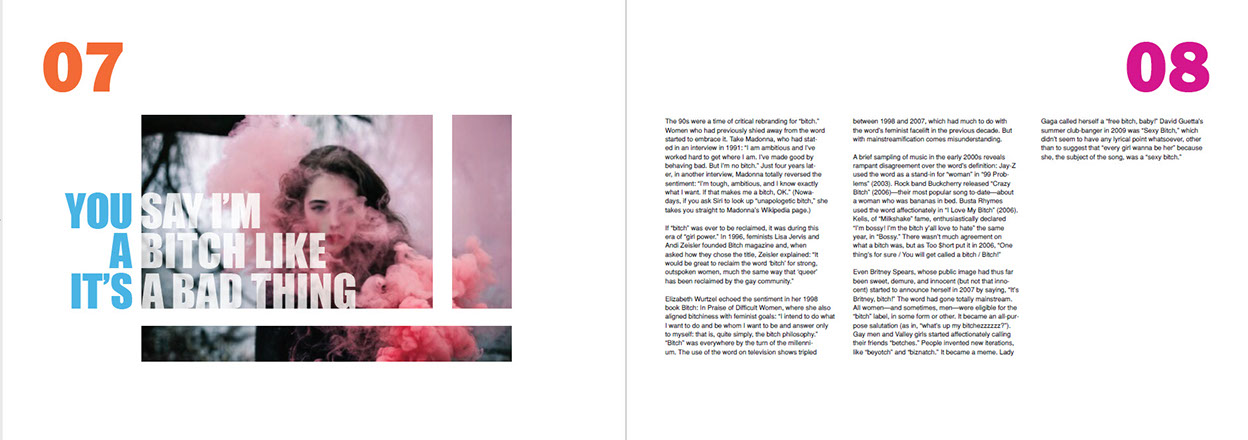 07
YOU SAY I'M
A BITCH LIKE
IT'S A BAD THING
08
The 90s were a time of critical rebranding for "bitch."
Women who had previously shied away from the word
started to embrace it. Take Madonna, who had stat-
ed in an interview in 1991: "I am ambitious and I've
worked hard to get where I am. I've made good by
behaving bad. But I'm no bitch." Just four years lat-
er, in another interview, Madonna totally reversed the
sentiment: "I'm tough, ambitious, and I know exactly
what I want. If that makes me a bitch, OK." (Nowa-
days, if you ask Siri to look up "unapologetic bitch," she
takes you straight to Madonna's Wikipedia page.)
If "bitch" was ever to be reclaimed, it was during this
era of "girl power." In 1996, feminists Lisa Jervis and
Andi Zeisler founded Bitch magazine and, when
asked how they chose the title, Zeisler explained: "It
would be great to reclaim the word 'bitch' for strong,
outspoken women, much the same way that 'queer'
has been reclaimed by the gay community."
Elizabeth Wurtzel echoed the sentiment in her 1998
book Bitch: In Praise of Difficult Women, where she also
aligned bitchiness with feminist goals: "I intend to do what
I want to do and be whom I want to be and answer only
to myself: that is, quite simply, the bitch philosophy."
"Bitch" was everywhere by the turn of the millenni-
um. The use of the word on television shows tripled
between 1998 and 2007, which had much to do with
the word's feminist facelift in the previous decade. But
with mainstreamification comes misunderstanding.
A brief sampling of music in the early 2000s reveals
rampant disagreement over the word's definition: Jay-Z
used the word as a stand-in for "woman" in "99 Prob-
lems" (2003). Rock band Buckcherry released "Crazy
Bitch" (2006)—their most popular song to-date—about
a woman who was bananas in bed. Busta Rhymes
used the word affectionately in "I Love My Bitch" (2006).
Kelis, of "Milkshake" fame, enthusiastically declared
"I'm bossy! I'm the bitch y'all love to hate" the same
year, in "Bossy." There wasn't much agreement on
what a bitch was, but as Too $hort put it in 2006, "One
thing's for sure / You will get called a bitch / Bitch!"
Even Britney Spears, whose public image had thus far
been sweet, demure, and innocent (but not that inno-
cent) started to announce herself in 2007 by saying, "It's
Britney, bitch!" The word had gone totally mainstream.
All women—and sometimes, men—were eligible for the
"bitch" label, in some form or other. It became an all-pur-
pose salutation (as in, "what's up my bitchezzzzzz?").
Gay men and Valley girls started affectionately calling
their friends "betches." People invented new iterations,
like "beyotch" and "biznatch." It became a meme. Lady
Gaga called herself a "free bitch, baby!" David Guetta's
summer club-banger in 2009 was "Sexy Bitch," which
didn't seem to have any lyrical point whatsoever, other
than to suggest that "every girl wanna be her" because
she, the subject of the song, was a "sexy bitch."